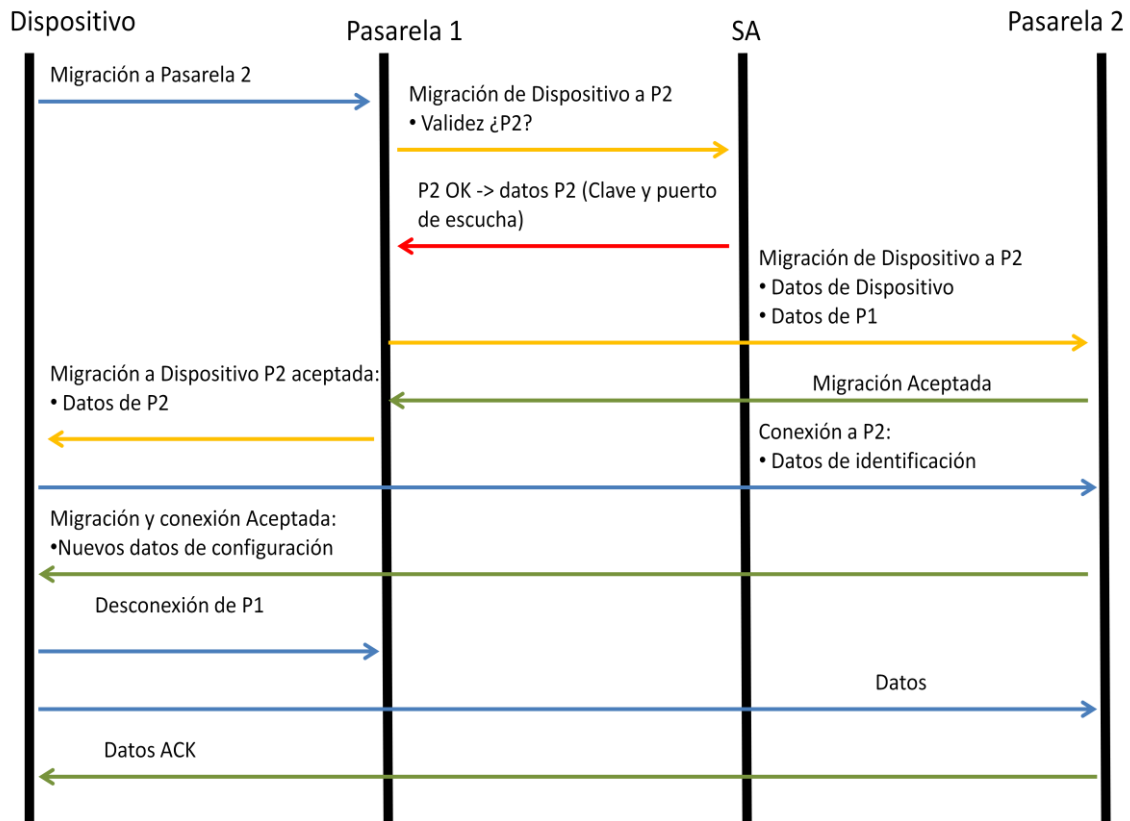 Dispositivo
Pasarela 1
SA
Pasarela 2
Migración a Pasarela 2
Migración de Dispositivo a P2
• Validez ¿P2?
P2 OK -> datos P2 (Clave y puerto
de escucha)
Migración de Dispositivo a P2
• Datos de Dispositivo
• Datos de P1
Migración a Dispositivo P2 aceptada:
• Datos de P2
Migración Aceptada
Conexión a P2:
• Datos de identificación
Migración y conexión Aceptada:
•Nuevos datos de configuración
Desconexión de P1
Datos
Datos ACK